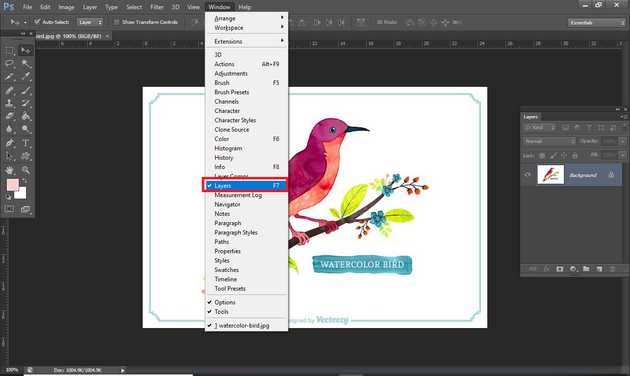 Ps File Edit Image Layer Type Select Filter 3D View Window Help
Auto-Select: Layer Show Transform Controls 3D Mode: Essentials
bird.jpg @ 100% (RGB/8#) ×
Arrange
Workspace
Extensions
3D
Actions Alt+F9
Adjustments
Brush F5
Brush Presets
Channels
Character
Character Styles
Clone Source
Color F6
Histogram
History
Info F8
Layer Comps
Layers F7
Measurement Log
Navigator
Notes
Paragraph
Paragraph Styles
Paths
Properties
Styles
Swatches
Timeline
Tool Presets
Options
Tools
1 watercolor-bird.jpg
WATERCOLOR BIRD
Designed by Vecteezy
Layers
Kind
Normal Opacity:
Lock: Fill:
Background
100% Doc: 1004.9K/1004.9K